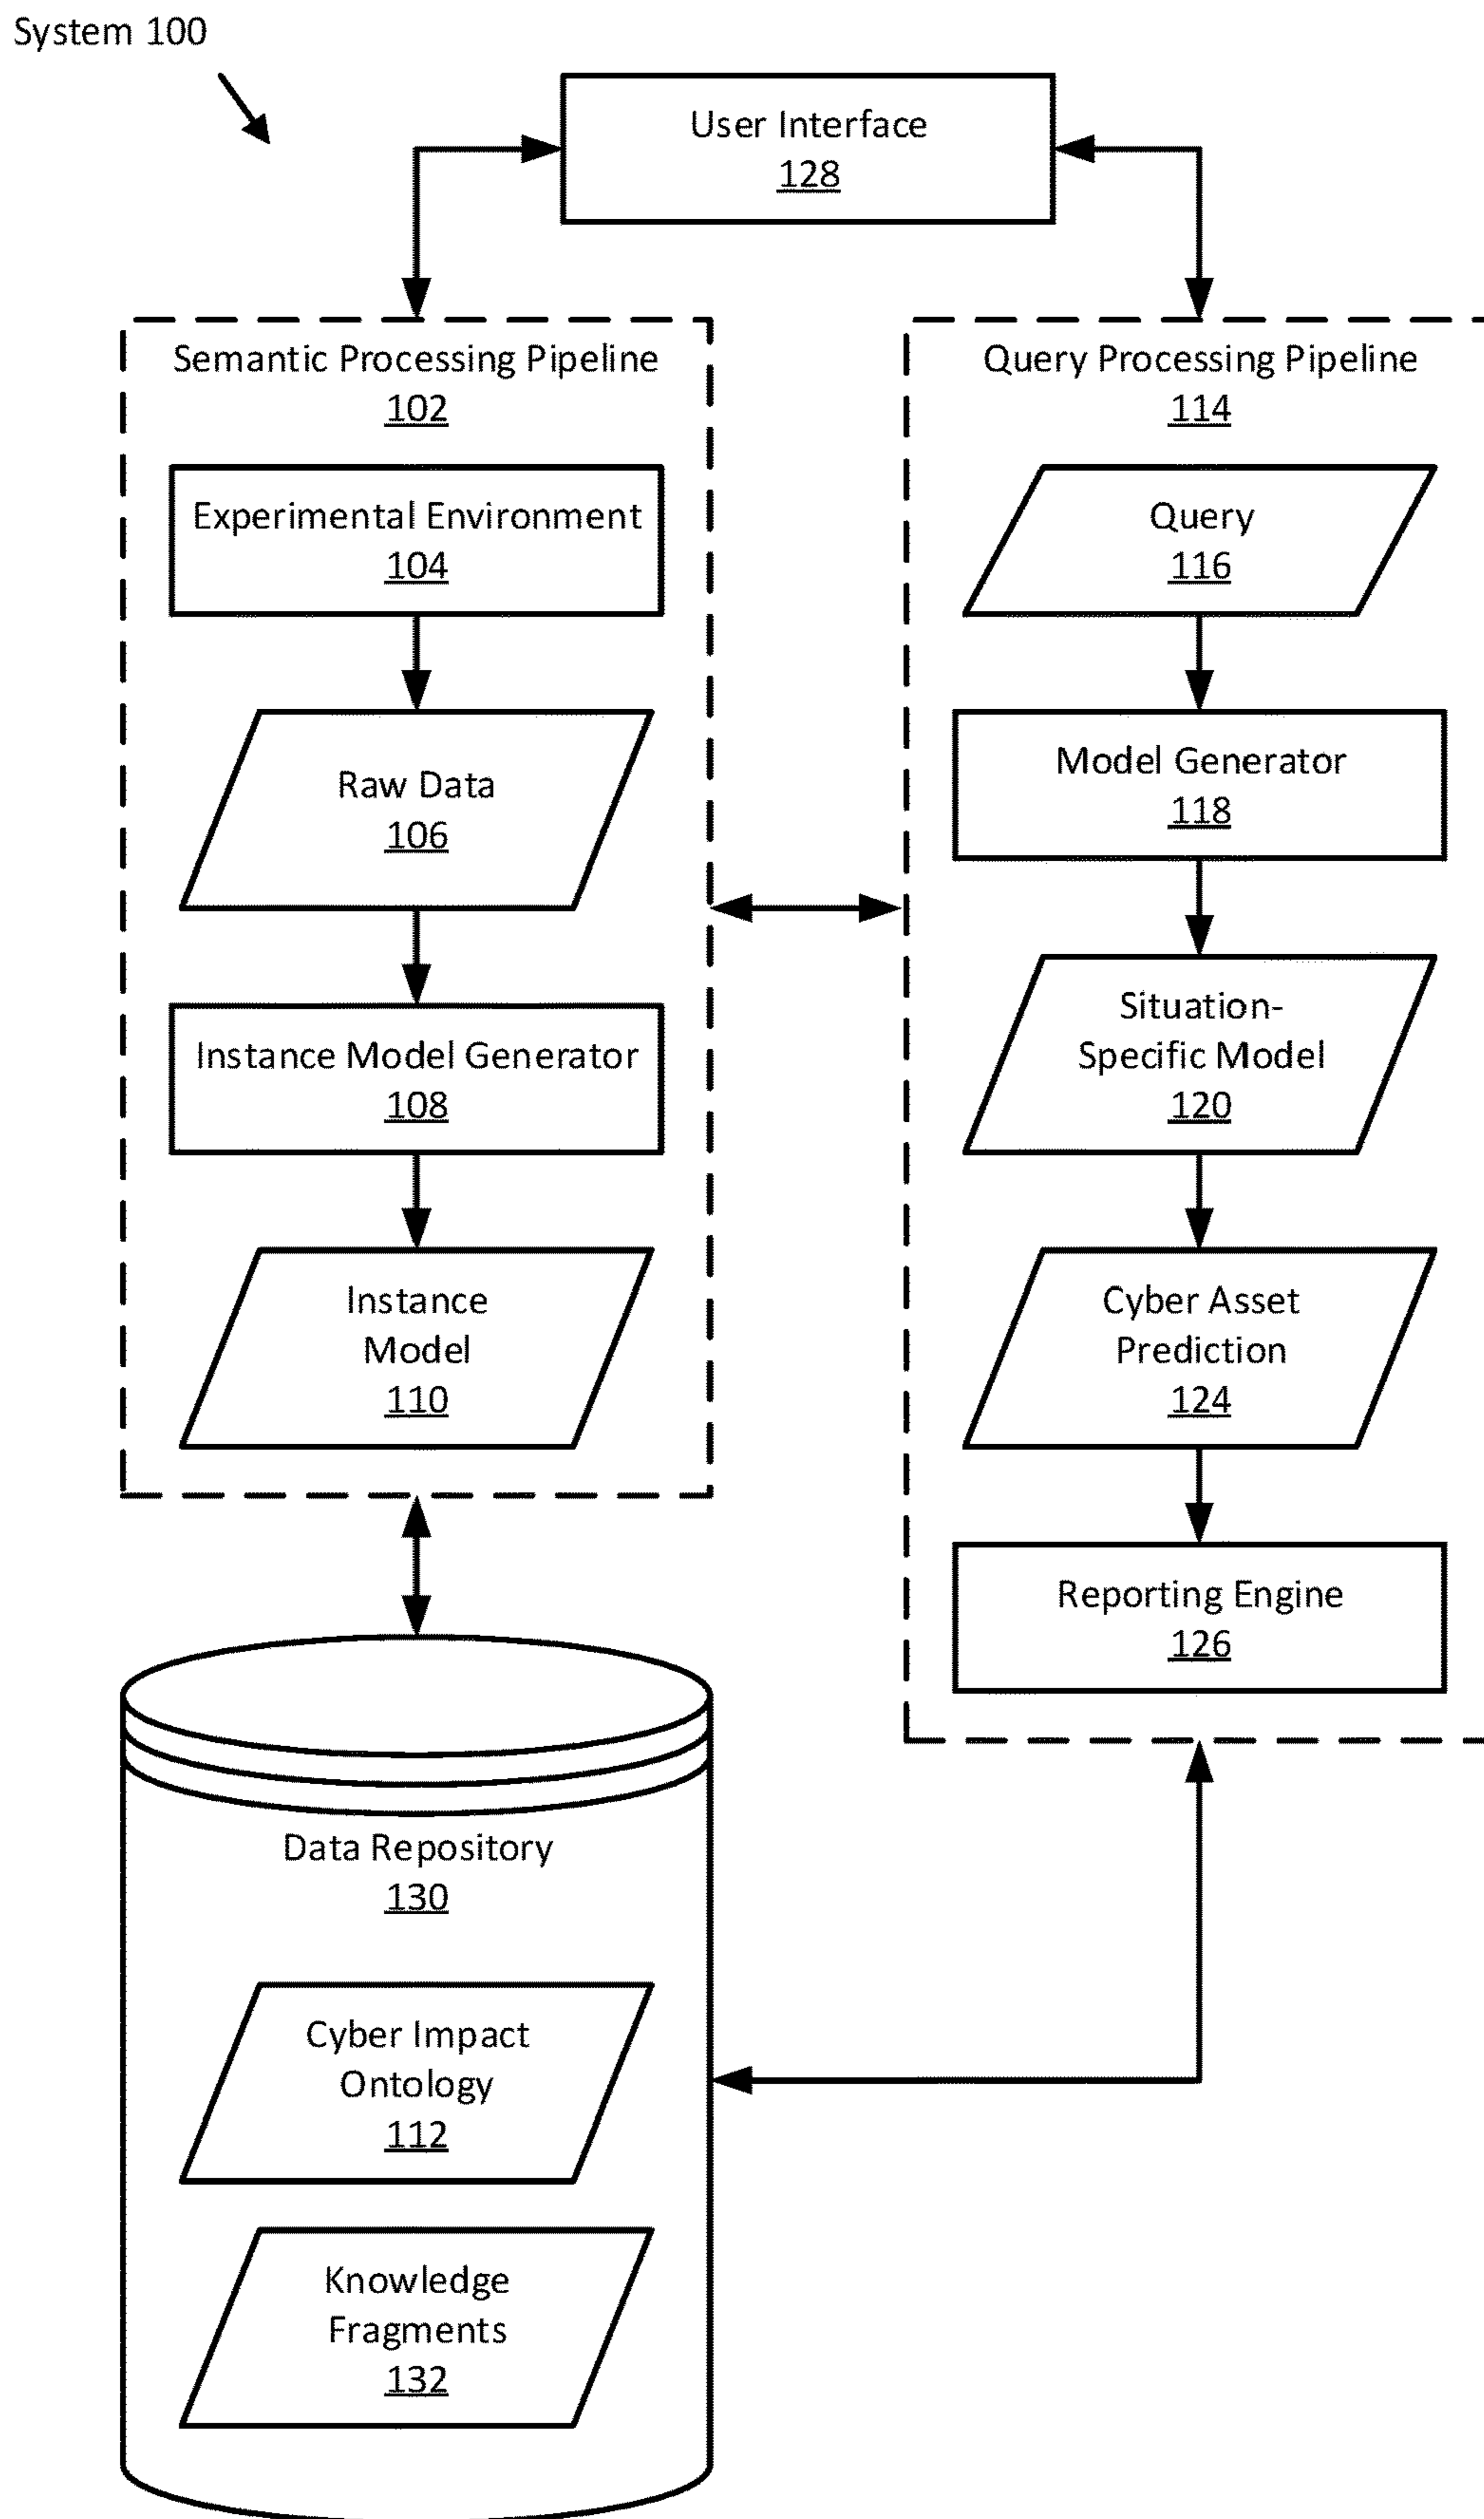 System 100
User Interface
128
Semantic Processing Pipeline
102
Experimental Environment
104
Raw Data
106
Instance Model Generator
108
Instance
Model
110
Query Processing Pipeline
114
Query
116
Model Generator
118
Situation-
Specific Model
120
Cyber Asset
Prediction
124
Reporting Engine
126
Data Repository
130
Cyber Impact
Ontology
112
Knowledge
Fragments
132